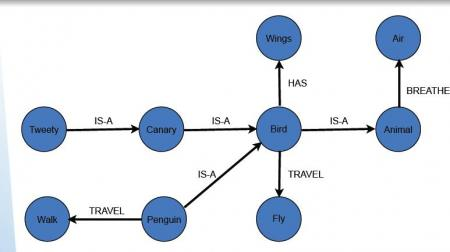 Wings
Air
HAS
BREATHE
Tweety
IS-A
Canary
IS-A
Bird
IS-A
Animal
IS-A
TRAVEL
Walk
TRAVEL
Penguin
Fly